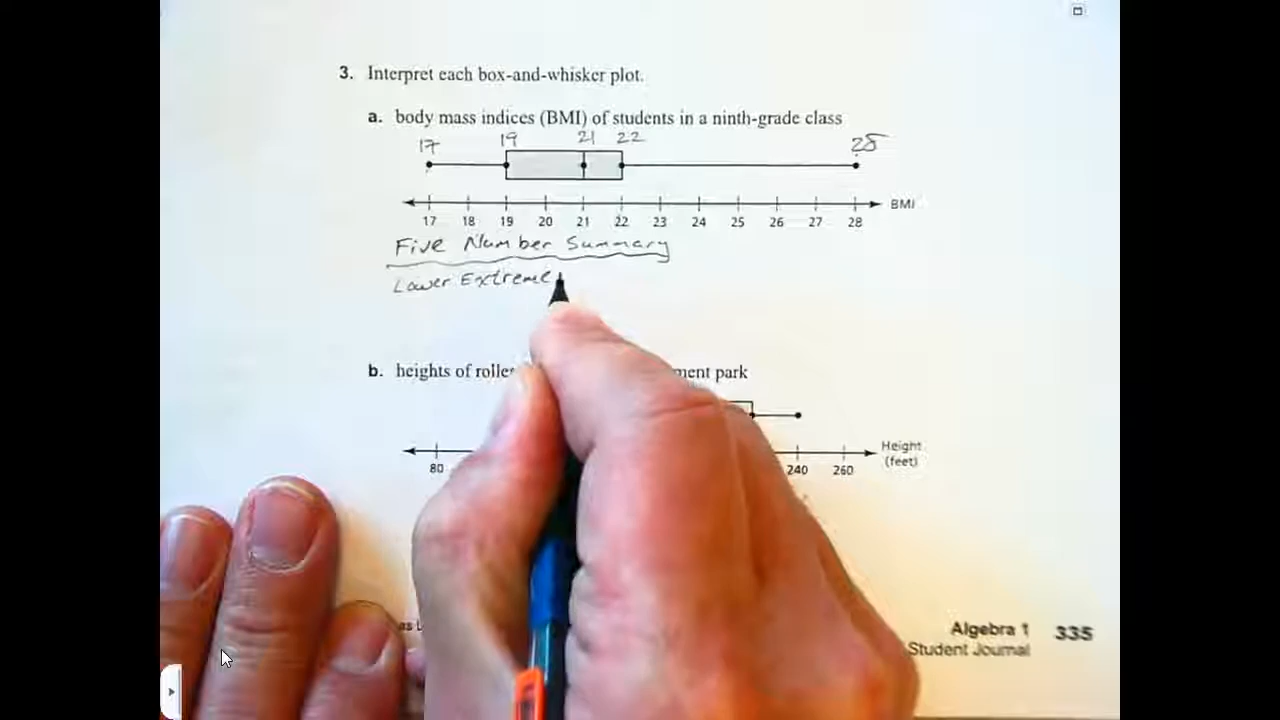 3. Interpret each box-and-whisker plot.
a. body mass indices (BMI) of students in a ninth-grade class
17 19 21 22 28
BMI
17 18 19 20 21 22 23 24 25 26 27 28
Five Number Summary
Lower Extreme
b. heights of ment park
80 240 260
Height
(feet)
Algebra 1 335
Student Journal